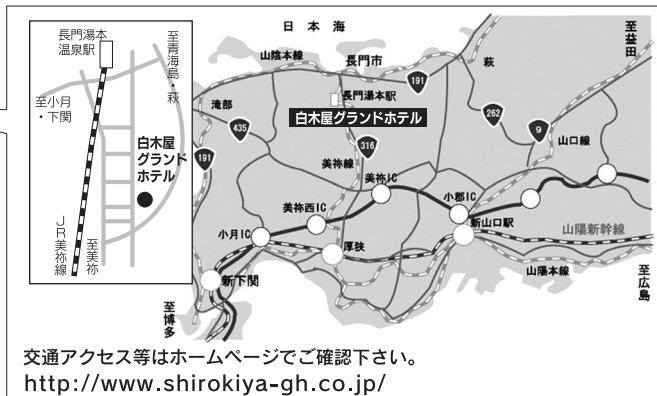 長門湯本
温泉駅
至青海島・萩
至小月
・下関
白木屋
グランド
ホテル
JR美祢線
至美祢
日本海
至益田
山陰本線
長門市
191
萩
長門湯本駅
滝部
白木屋グランドホテル
262
435
316
9
山口線
191
美祢線
美祢IC
美祢西IC
小郡IC
小月IC
新山口駅
山陽新幹線
厚狭
新下関
山陽本線
至広島
至博多
交通アクセス等はホームページでご確認下さい。
http://www.shirokiya-gh.co.jp/